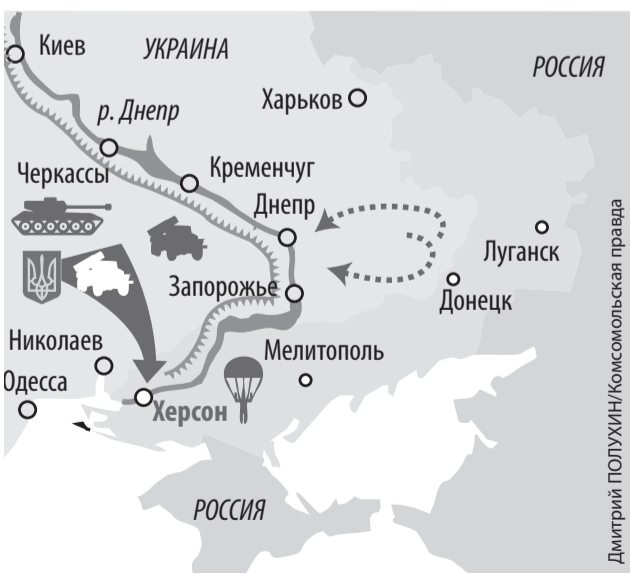 Киев
УКРАИНА
РОССИЯ
Харьков
р. Днепр
Черкассы
Кременчуг
Днепр
Луганск
Запорожье
Донецк
Николаев
Мелитополь
Одесса
Херсон
РОССИЯ
Дмитрий ПОЛУХИН/Комсомольская правда